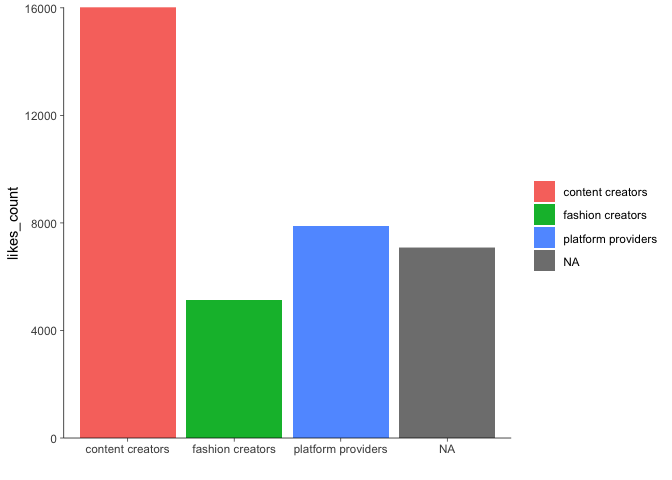 16000
12000
8000
4000
0
likes_count
content creators
fashion creators
platform providers
NA
content creators
fashion creators
platform providers
NA